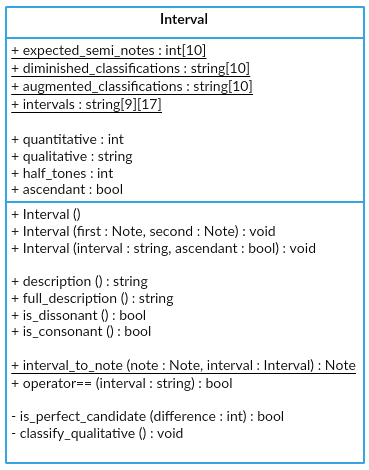 Interval
+ expected_semi_notes : int[10]
+ diminished_classifications : string[10]
+ augmented_classifications : string[10]
+ intervals : string[9][17]
+ quantitative : int
+ qualitative : string
+ half_tones : int
+ ascendant : bool
+ Interval ()
+ Interval (first : Note, second : Note) : void
+ Interval (interval : string, ascendant : bool) : void
+ description () : string
+ full_description () : string
+ is_dissonant () : bool
+ is_consonant () : bool
+ interval_to_note (note : Note, interval : Interval) : Note
+ operator== (interval : string) : bool
- is_perfect_candidate (difference : int) : bool
- classify_qualitative () : void